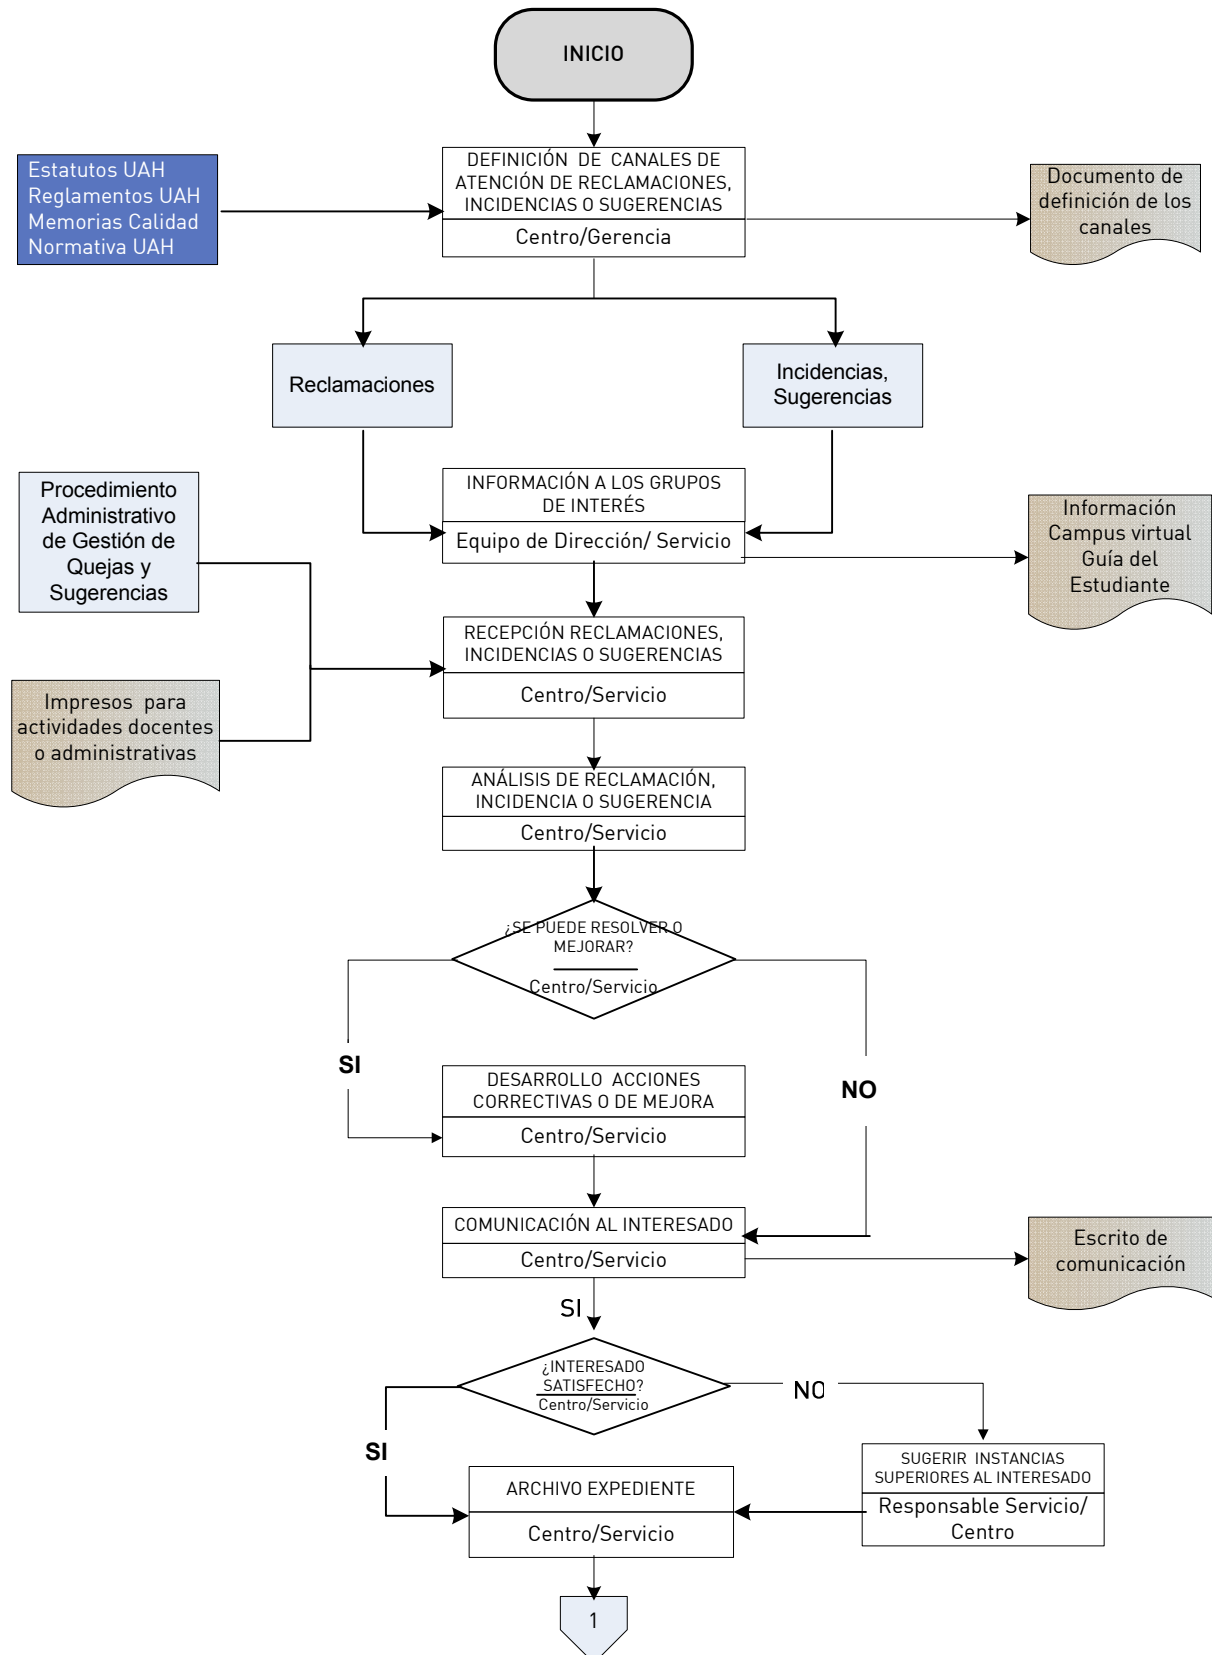 INICIO
Estatutos UAH
Reglamentos UAH
Memorias Calidad
Normativa UAH
DEFINICIÓN DE CANALES DE
ATENCIÓN DE RECLAMACIONES,
INCIDENCIAS O SUGERENCIAS
Centro/Gerencia
Documento de
definición de los
canales
Reclamaciones
Incidencias,
Sugerencias
Procedimiento
Administrativo
de Gestión de
Quejas y
Sugerencias
INFORMACIÓN A LOS GRUPOS
DE INTERÉS
Equipo de Dirección/ Servicio
Información
Campus virtual
Guía del
Estudiante
RECEPCIÓN RECLAMACIONES,
INCIDENCIAS O SUGERENCIAS
Centro/Servicio
Impresos para
actividades docentes
o administrativas
ANÁLISIS DE RECLAMACIÓN,
INCIDENCIA O SUGERENCIA
Centro/Servicio
¿SE PUEDE RESOLVER O
MEJORAR?
Centro/Servicio
SI
NO
DESARROLLO ACCIONES
CORRECTIVAS O DE MEJORA
Centro/Servicio
COMUNICACIÓN AL INTERESADO
Centro/Servicio
Escrito de
comunicación
SI
¿INTERESADO
SATISFECHO?
Centro/Servicio
NO
SI
SUGERIR INSTANCIAS
SUPERIORES AL INTERESADO
Responsable Servicio/
Centro
ARCHIVO EXPEDIENTE
Centro/Servicio
1